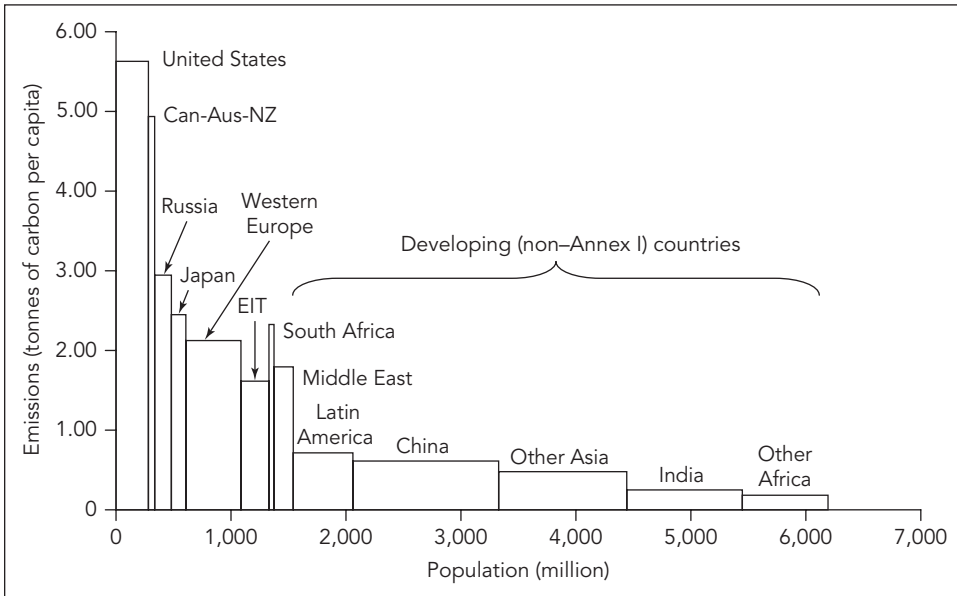 6.00
5.00
4.00
3.00
2.00
1.00
0
Emissions (tonnes of carbon per capita)
United States
Can-Aus-NZ
Russia
Western
Europe
Japan
EIT
Developing (non–Annex I) countries
South Africa
Middle East
Latin
America
China
Other Asia
India
Other
Africa
0
1,000
2,000
3,000
4,000
5,000
6,000
7,000
Population (million)